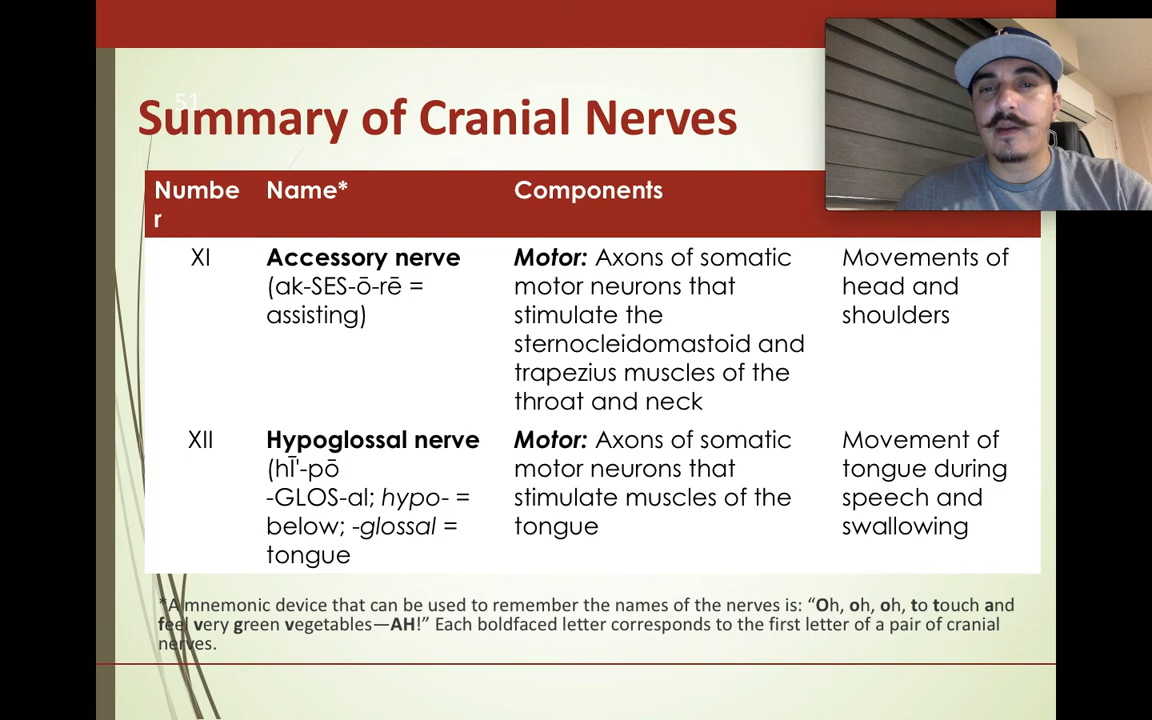 51
Summary of Cranial Nerves
Numbe
r
Name*
Components
XI
Accessory nerve
(ak-SES-ō-rē =
assisting)
Motor: Axons of somatic
motor neurons that
stimulate the
sternocleidomastoid and
trapezius muscles of the
throat and neck
Movements of
head and
shoulders
XII
Hypoglossal nerve
(hī'-pō
-GLOS-al; hypo- =
below; -glossal =
tongue
Motor: Axons of somatic
motor neurons that
stimulate muscles of the
tongue
Movement of
tongue during
speech and
swallowing
*A mnemonic device that can be used to remember the names of the nerves is: “Oh, oh, oh, to touch and
feel very green vegetables—AH!” Each boldfaced letter corresponds to the first letter of a pair of cranial
nerves.